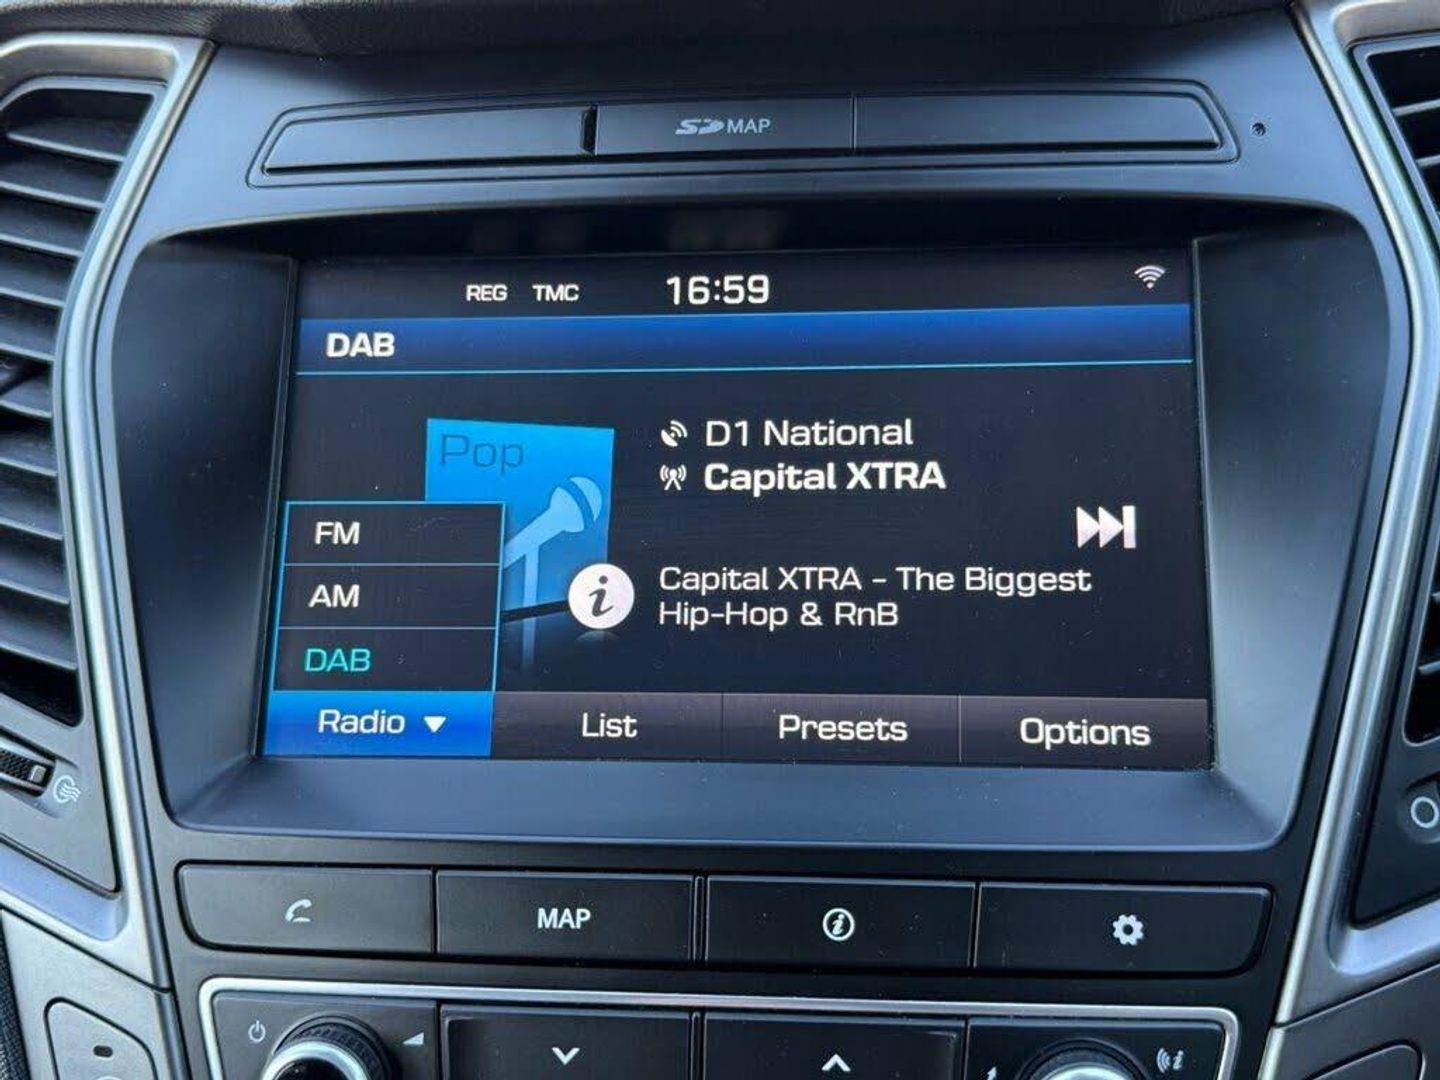 SD MAP
REG TMC 16:59
DAB
Pop
D1 National
Capital XTRA
Capital XTRA - The Biggest
Hip-Hop & RnB
FM
AM
DAB
Radio List Presets Options
MAP